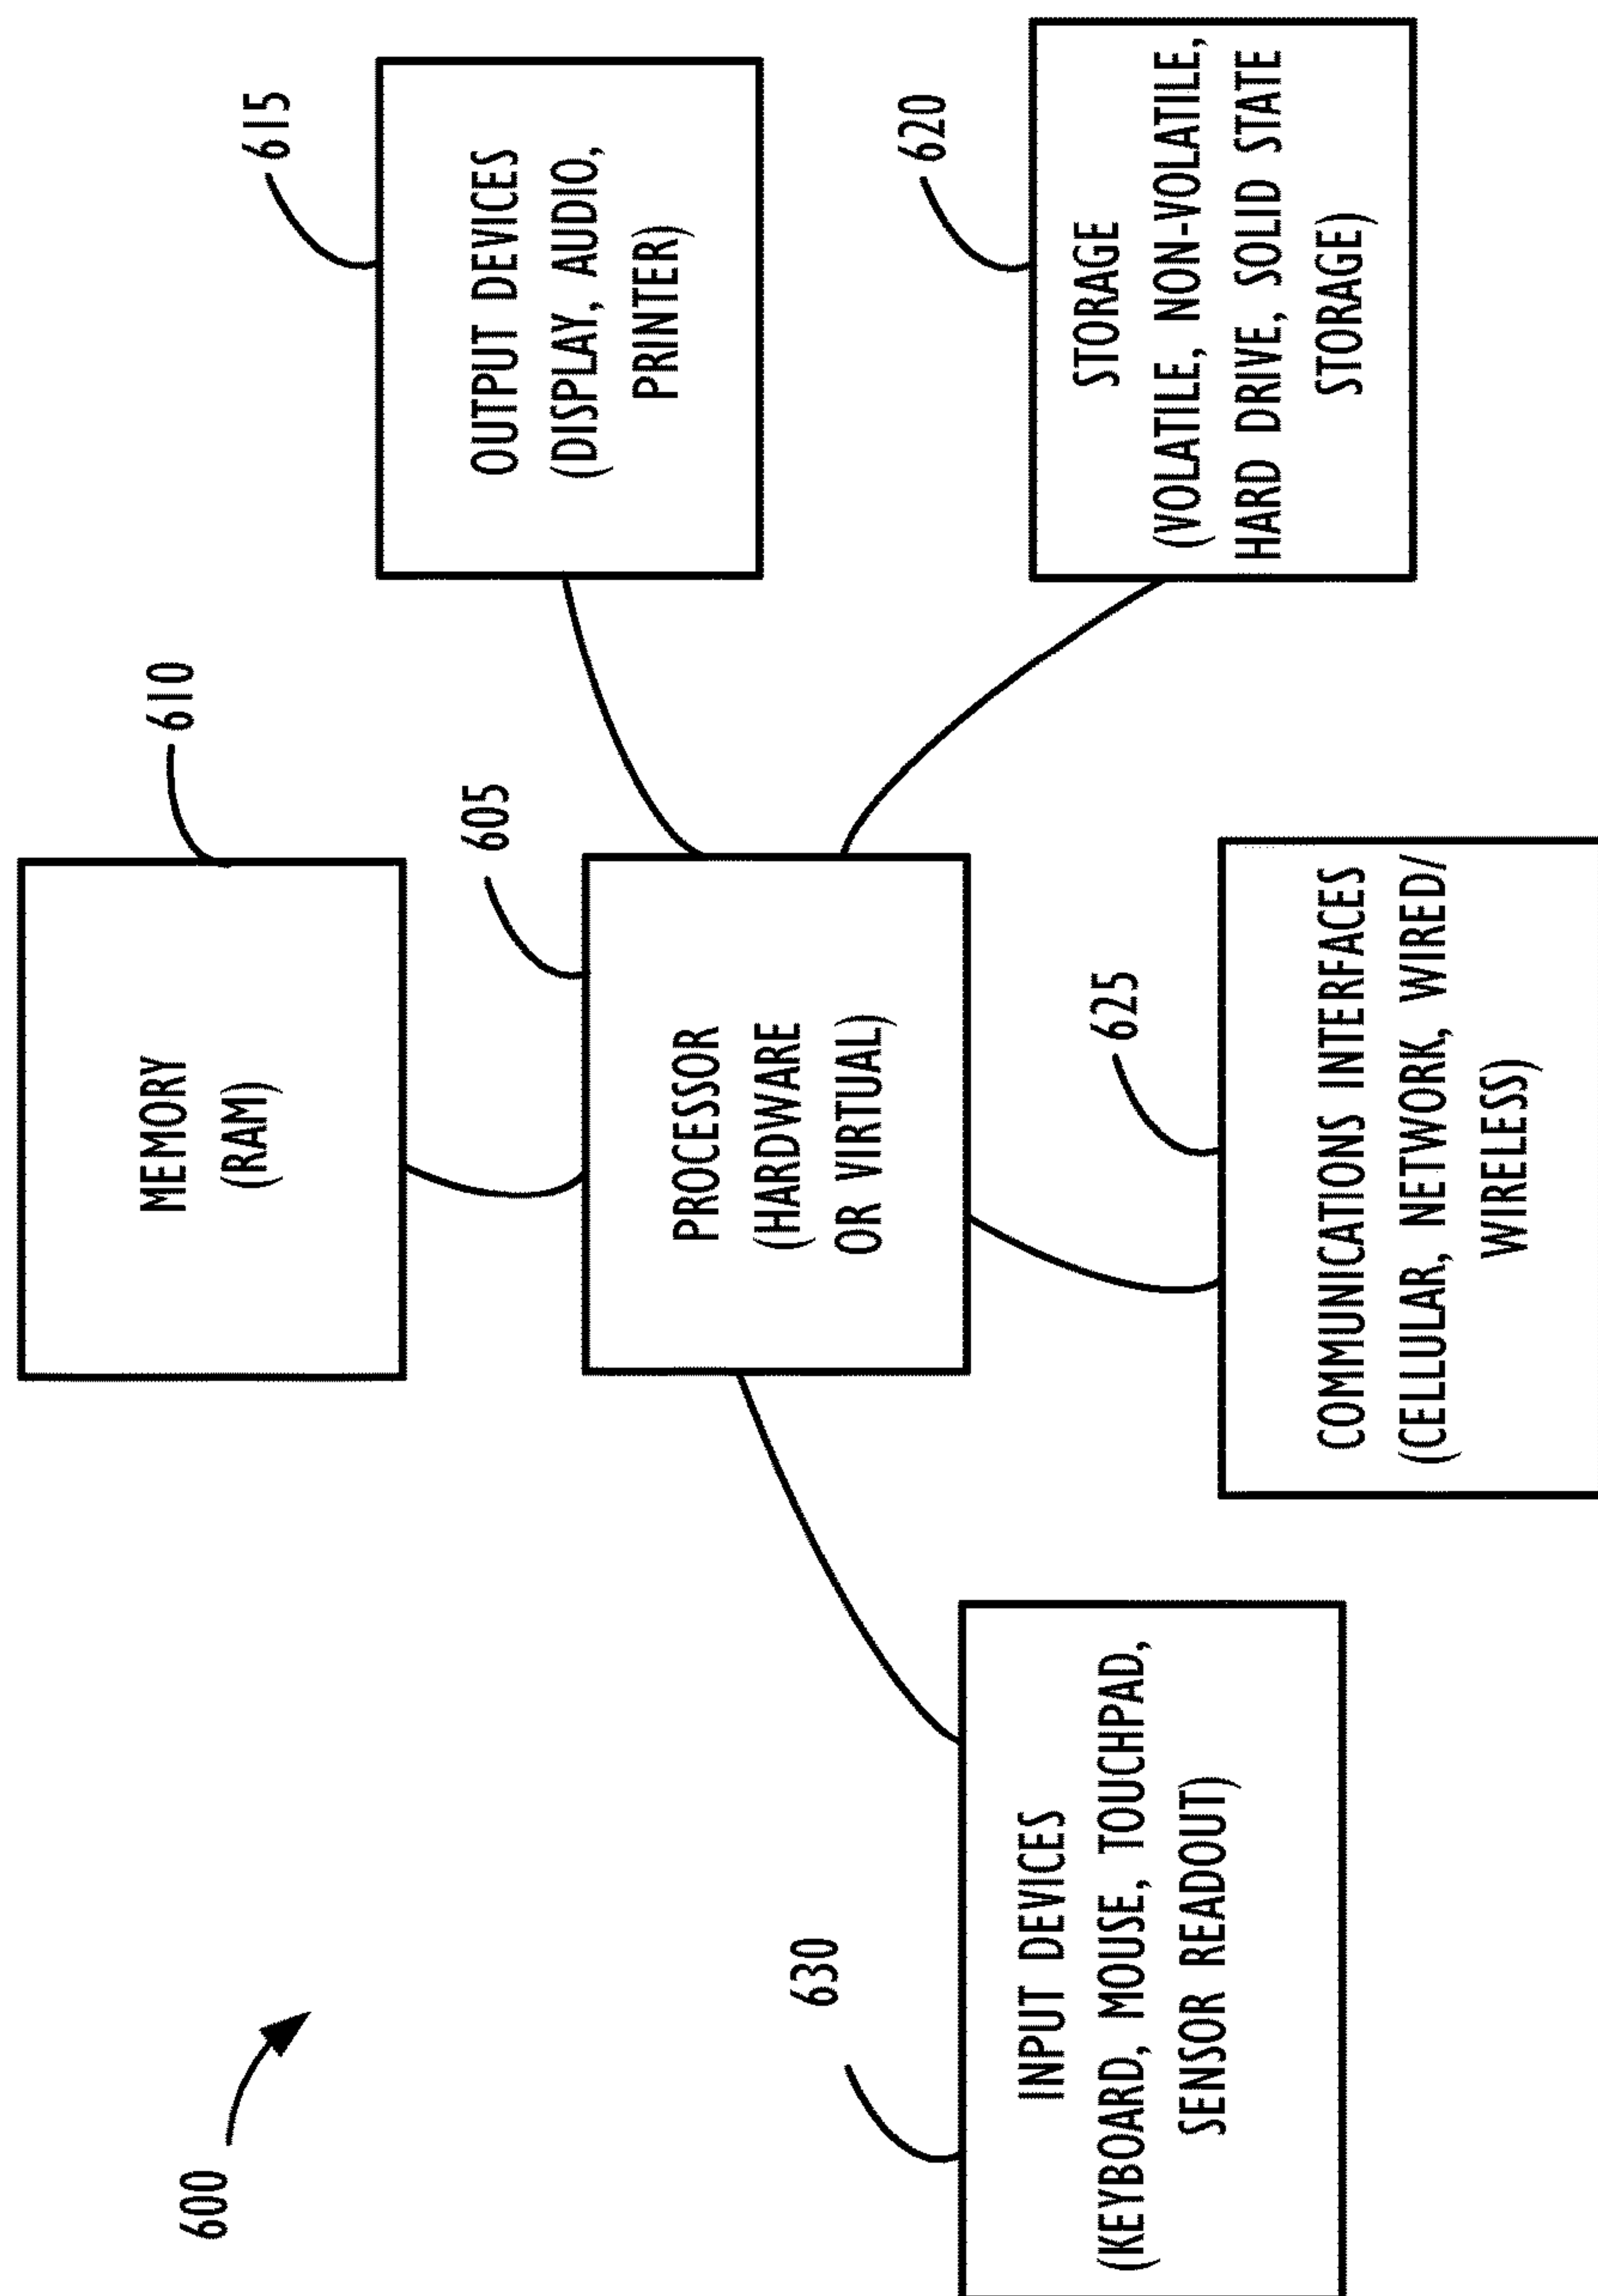 600
610
MEMORY
(RAM)
615
OUTPUT DEVICES
(DISPLAY, AUDIO,
PRINTER)
605
PROCESSOR
(HARDWARE
OR VIRTUAL)
630
INPUT DEVICES
(KEYBOARD, MOUSE, TOUCHPAD,
SENSOR READOUT)
620
STORAGE
(VOLATILE, NON-VOLATILE,
HARD DRIVE, SOLID STATE
STORAGE)
625
COMMUNICATIONS INTERFACES
(CELLULAR, NETWORK, WIRED/
WIRELESS)